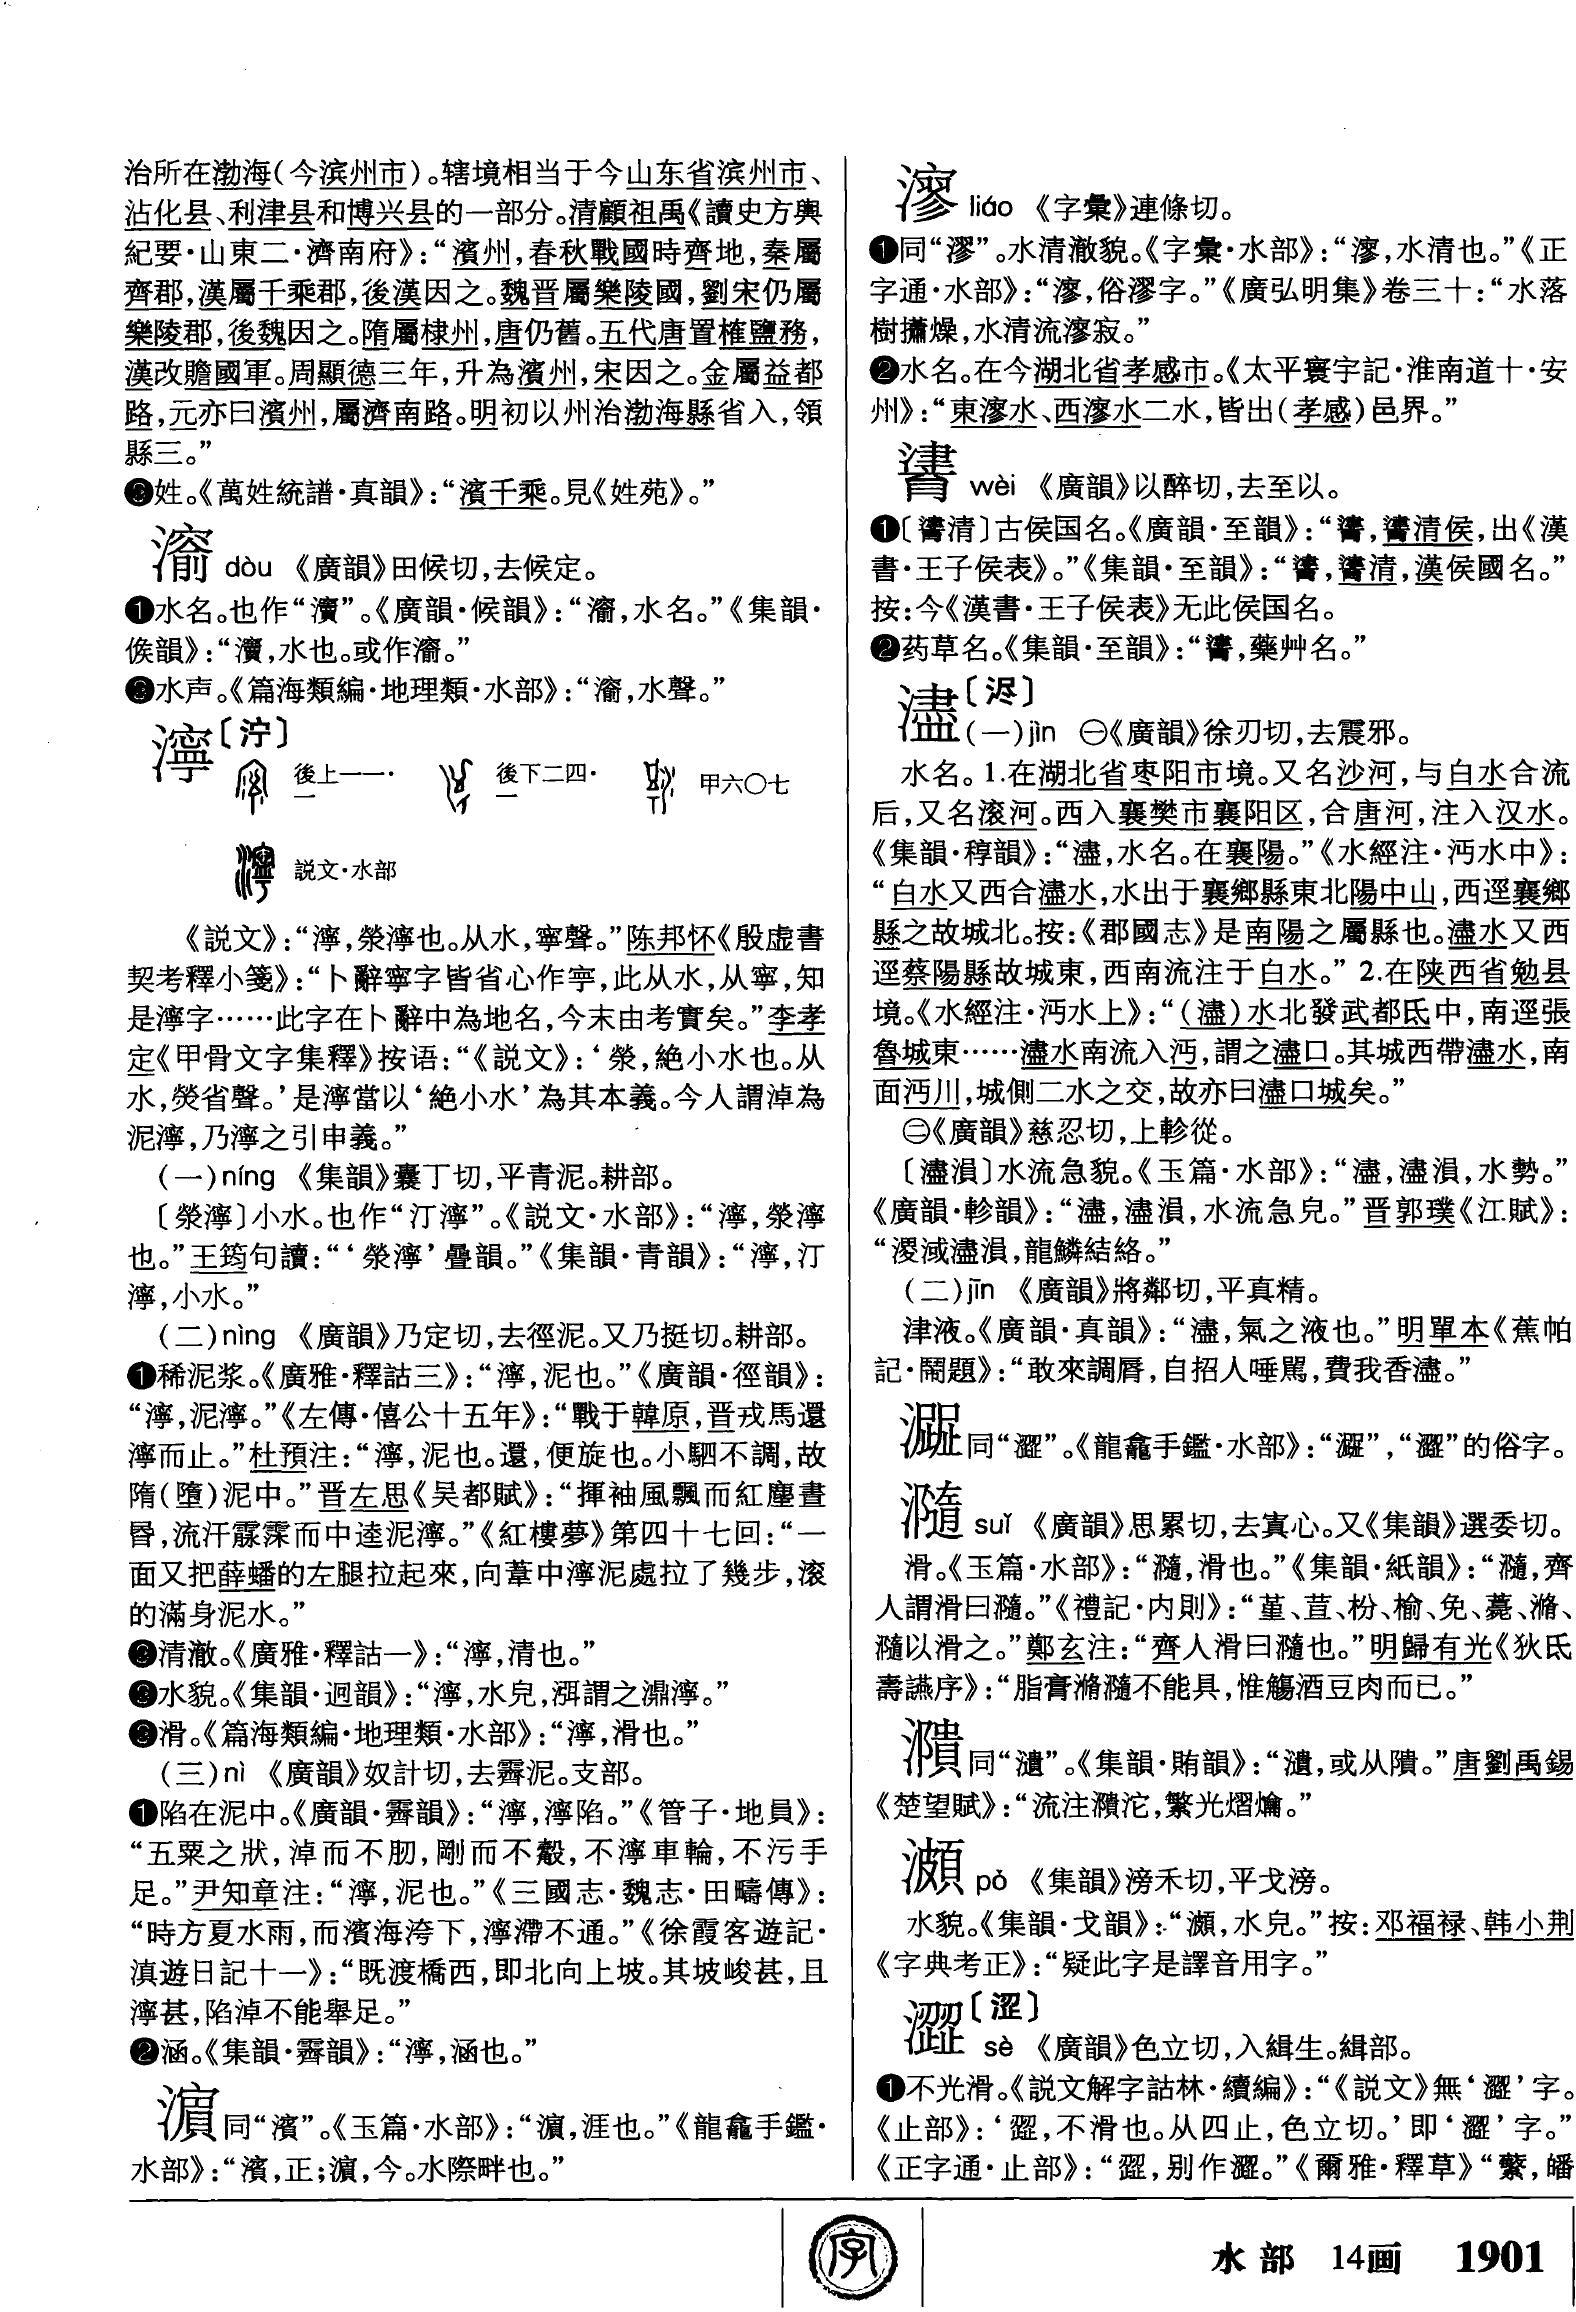 治所在渤海(今滨州市)。辖境相当于今山东省滨州市、
沾化县、利津县和博兴县的一部分。清顧祖禹《讀史方輿
紀要·山東二·濟南府》:“濱州,春秋戰國時齊地,秦屬
齊郡,漢屬千乘郡,後漢因之。魏晋屬樂陵國,劉宋仍屬
樂陵郡,後魏因之。隋屬棣州,唐仍舊。五代唐置榷鹽務,
漢改贍國軍。周顯德三年,升為濱州,宋因之。金屬益都
路,元亦曰濱州,屬濟南路。明初以州治渤海縣省入,領
縣三。”
❸姓。《萬姓統譜·真韻》:“濱千乘。見《姓苑》。”
㵱 dòu 《廣韻》田候切,去候定。
❶水名。也作“瀆”。《廣韻·候韻》:“㵱,水名。”《集韻·
候韻》:“瀆,水也。或作㵱。”
❷水声。《篇海類編·地理類·水部》:“㵱,水聲。”
濘〔泞〕
後上一一·一 後下二四·一 甲六〇七
説文·水部
《説文》:“濘,滎濘也。从水,寧聲。”陈邦怀《殷虚書
契考釋小箋》:“卜辭寧字皆省心作寍,此从水,从寧,知
是濘字……此字在卜辭中為地名,今未由考實矣。”李孝
定《甲骨文字集釋》按语:“《説文》:‘滎,絶小水也。从
水,熒省聲。’是濘當以‘絶小水’為其本義。今人謂淖為
泥濘,乃濘之引申義。”
(一)níng 《集韻》囊丁切,平青泥。耕部。
〔滎濘〕小水。也作“汀濘”。《説文·水部》:“濘,滎濘
也。”王筠句讀:“‘滎濘’疊韻。”《集韻·青韻》:“濘,汀
濘,小水。”
(二)nìng 《廣韻》乃定切,去徑泥。又乃挺切。耕部。
❶稀泥浆。《廣雅·釋詁三》:“濘,泥也。”《廣韻·徑韻》:
“濘,泥濘。”《左傳·僖公十五年》:“戰于韓原,晋戎馬還
濘而止。”杜預注:“濘,泥也。還,便旋也。小駟不調,故
隋(墮)泥中。”晋左思《吴都賦》:“揮袖風飄而紅塵晝
昏,流汗霡霂而中逵泥濘。”《紅樓夢》第四十七回:“一
面又把薛蟠的左腿拉起來,向葦中濘泥處拉了幾步,滚
的滿身泥水。”
❷清澈。《廣雅·釋詁一》:“濘,清也。”
❸水貌。《集韻·迥韻》:“濘,水皃,洱謂之濎濘。”
❹滑。《篇海類編·地理類·水部》:“濘,滑也。”
(三)nì 《廣韻》奴計切,去霽泥。支部。
❶陷在泥中。《廣韻·霽韻》:“濘,濘陷。”《管子·地員》:
“五粟之狀,淖而不肕,剛而不觳,不濘車輪,不污手
足。”尹知章注:“濘,泥也。”《三國志·魏志·田疇傳》:
“時方夏水雨,而濱海洿下,濘滯不通。”《徐霞客遊記·
滇遊日記十一》:“既渡橋西,即北向上坡。其坡峻甚,且
濘甚,陷淖不能舉足。”
❷涵。《集韻·霽韻》:“濘,涵也。”
濵同“濱”。《玉篇·水部》:“濵,涯也。”《龍龕手鑑·
水部》:“濱,正;濵,今。水際畔也。”
㵳 liáo 《字彙》連條切。
❶同“漻”。水清澈貌。《字彙·水部》:“㵳,水清也。”《正
字通·水部》:“㵳,俗漻字。”《廣弘明集》卷三十:“水落
樹攡燥,水清流㵳寂。”
❷水名。在今湖北省孝感市。《太平寰宇記·淮南道十·安
州》:“東㵳水、西㵳水二水,皆出(孝感)邑界。”
wèi 《廣韻》以醉切,去至以。
❶〔清〕古侯国名。《廣韻·至韻》:“,清侯,出《漢
書·王子侯表》。”《集韻·至韻》:“,清,漢侯國名。”
按:今《漢書·王子侯表》无此侯国名。
❷药草名。《集韻·至韻》:“,藥艸名。”
濜〔浕〕
(一)jìn ㊀《廣韻》徐刃切,去震邪。
水名。1.在湖北省枣阳市境。又名沙河,与白水合流
后,又名滚河。西入襄樊市襄阳区,合唐河,注入汉水。
《集韻·稕韻》:“濜,水名。在襄陽。”《水經注·沔水中》:
“白水又西合濜水,水出于襄鄉縣東北陽中山,西逕襄鄉
縣之故城北。按:《郡國志》是南陽之屬縣也。濜水又西
逕蔡陽縣故城東,西南流注于白水。”2.在陕西省勉县
境。《水經注·沔水上》:“(濜)水北發武都氐中,南逕張
魯城東……濜水南流入沔,謂之濜口。其城西帶濜水,南
面沔川,城側二水之交,故亦曰濜口城矣。”
㊁《廣韻》慈忍切,上軫從。
〔濜溳〕水流急貌。《玉篇·水部》:“濜,濜溳,水勢。”
《廣韻·軫韻》:“濜,濜溳,水流急皃。”晋郭璞《江賦》:
“溭淢濜溳,龍鱗結絡。”
(二)jīn 《廣韻》將鄰切,平真精。
津液。《廣韻·真韻》:“濜,氣之液也。”明單本《蕉帕
記·鬧題》:“敢來調脣,自招人唾駡,費我香濜。”
同“澀”。《龍龕手鑑·水部》:“”,“澀”的俗字。
瀡 suǐ 《廣韻》思累切,去寘心。又《集韻》選委切。
滑。《玉篇·水部》:“瀡,滑也。”《集韻·紙韻》:“瀡,齊
人謂滑曰瀡。”《禮記·内則》:“堇、荁、枌、榆、免、薧、滫、
瀡以滑之。”鄭玄注:“齊人滑曰瀡也。”明歸有光《狄氏
壽讌序》:“脂膏滫瀡不能具,惟觴酒豆肉而已。”
同“瀢”。《集韻·賄韻》:“瀢,或从隤。”唐劉禹錫
《楚望賦》:“流注沱,繁光熠爚。”
pǒ 《集韻》滂禾切,平戈滂。
水貌。《集韻·戈韻》:“,水皃。”按:邓福禄、韩小荆
《字典考正》:“疑此字是譯音用字。”
澀〔涩〕
sè 《廣韻》色立切,入緝生。緝部。
❶不光滑。《説文解字詁林·續編》:“《説文》無‘澀’字。
《止部》:‘歰,不滑也。从四止,色立切。’即‘澀’字。”
《正字通·止部》:“歰,别作澀。”《爾雅·釋草》“蘩,皤
水部 14画 1901